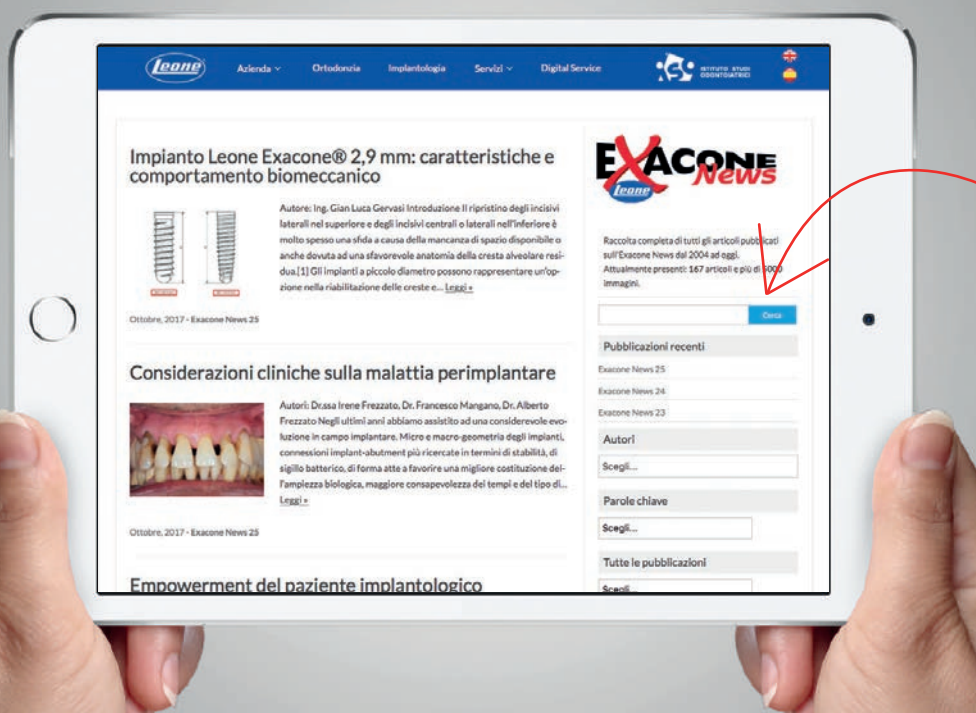 Leone
Azienda
Ortodonzia
Implantologia
Servizi
Digital Service
ISO
ISTITUTO STUDI
ODONTOIATRICI
Impianto Leone Exacone® 2,9 mm: caratteristiche e
comportamento biomeccanico
Autore: Ing. Gian Luca Gervasi Introduzione Il ripristino degli incisivi
laterali nel superiore e degli incisivi centrali o laterali nell'inferiore è
molto spesso una sfida a causa della mancanza di spazio disponibile o
anche dovuta ad una sfavorevole anatomia della cresta alveolare resi-
dua.[1] Gli impianti a piccolo diametro possono rappresentare un'op-
zione nella riabilitazione delle creste e... Leggi »
Ottobre, 2017 - Exacone News 25
Considerazioni cliniche sulla malattia perimplantare
Autori: Dr.ssa Irene Frezzato, Dr. Francesco Mangano, Dr. Alberto
Frezzato Negli ultimi anni abbiamo assistito ad una considerevole evo-
luzione in campo implantare. Micro e macro-geometria degli impianti,
connessioni implant-abutment più ricercate in termini di stabilità, di
sigillo batterico, di forma atte a favorire una migliore costituzione del-
l'ampiezza biologica, maggiore consapevolezza dei tempi e del tipo di...
Leggi »
Ottobre, 2017 - Exacone News 25
Empowerment del paziente implantologico
EXACONE
News
Leone
Raccolta completa di tutti gli articoli pubblicati
sull'Exacone News dal 2004 ad oggi.
Attualmente presenti: 167 articoli e più di 5000
immagini.
Cerca
Pubblicazioni recenti
Exacone News 25
Exacone News 24
Exacone News 23
Autori
Scegli...
Parole chiave
Scegli...
Tutte le pubblicazioni
Scegli...